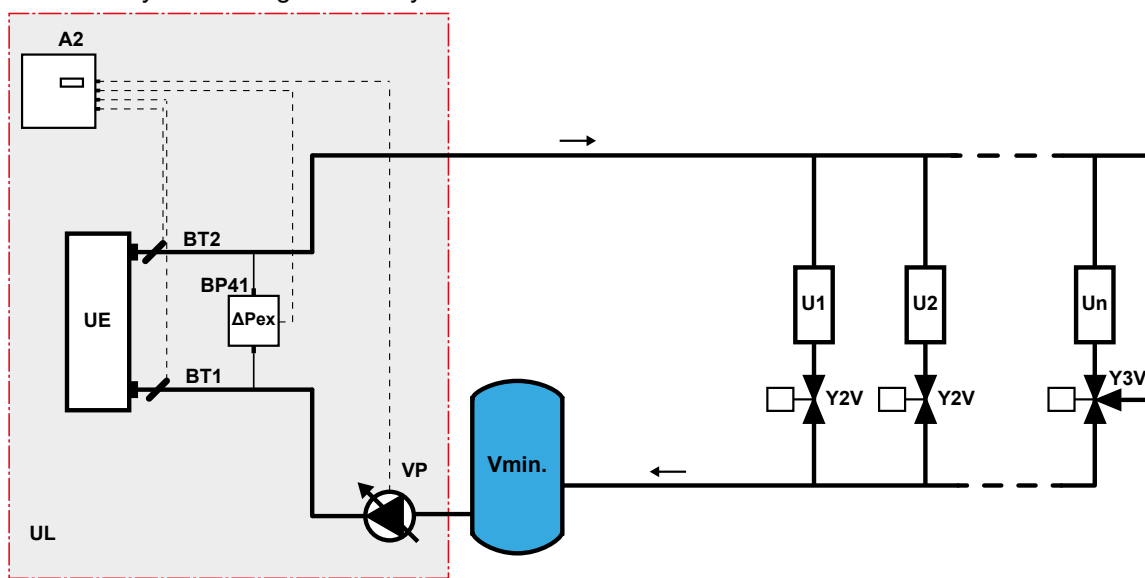 A2
BT2
BP41
ΔPex
UE
BT1
VP
UL
Vmin.
U1
U2
Un
Y2V
Y2V
Y3V